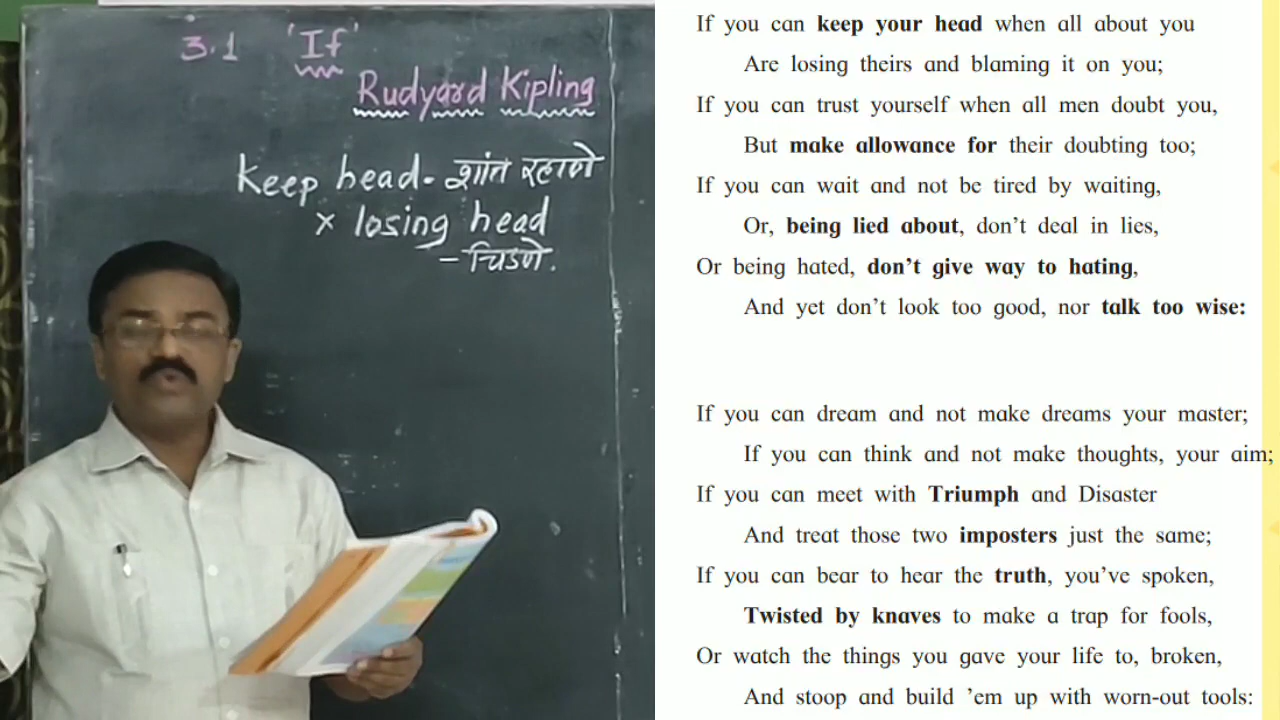 3.1 'If'
Rudyard Kipling
Keep head - शांत रहाणे
× losing head
– चिडणे.
If you can keep your head when all about you
Are losing theirs and blaming it on you;
If you can trust yourself when all men doubt you,
But make allowance for their doubting too;
If you can wait and not be tired by waiting,
Or, being lied about, don't deal in lies,
Or being hated, don't give way to hating,
And yet don't look too good, nor talk too wise:
If you can dream and not make dreams your master;
If you can think and not make thoughts, your aim;
If you can meet with Triumph and Disaster
And treat those two imposters just the same;
If you can bear to hear the truth, you've spoken,
Twisted by knaves to make a trap for fools,
Or watch the things you gave your life to, broken,
And stoop and build 'em up with worn-out tools: